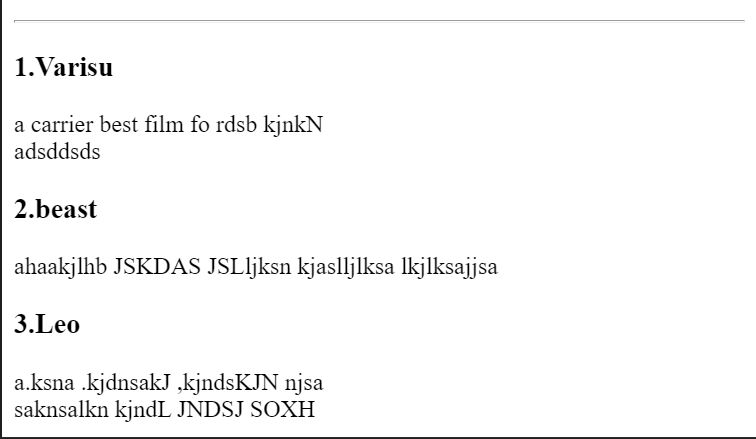 1.Varisu
a carrier best film fo rdsb kjnkN
adsddsds
2.beast
ahaakjlhb JSKDAS JSLljksn kjaslljlksa lkjlksajjsa
3.Leo
a.ksna .kjdnsakJ ,kjndsKJN njsa
saknsalkn kjndL JNDSJ SOXH